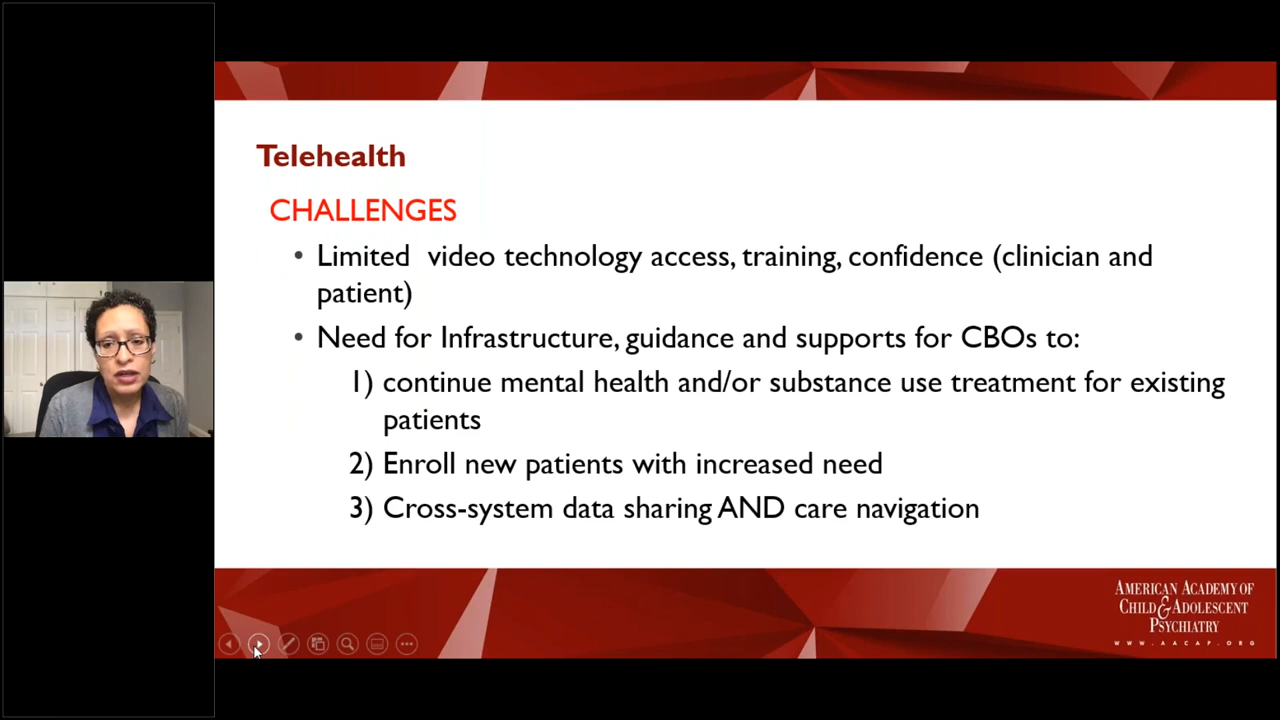 Telehealth
CHALLENGES
• Limited  video technology access, training, confidence (clinician and
patient)
• Need for Infrastructure, guidance and supports for CBOs to:
1) continue mental health and/or substance use treatment for existing
patients
2) Enroll new patients with increased need
3) Cross-system data sharing AND care navigation
AMERICAN ACADEMY OF
CHILD & ADOLESCENT
PSYCHIATRY
WWW.AACAP.ORG